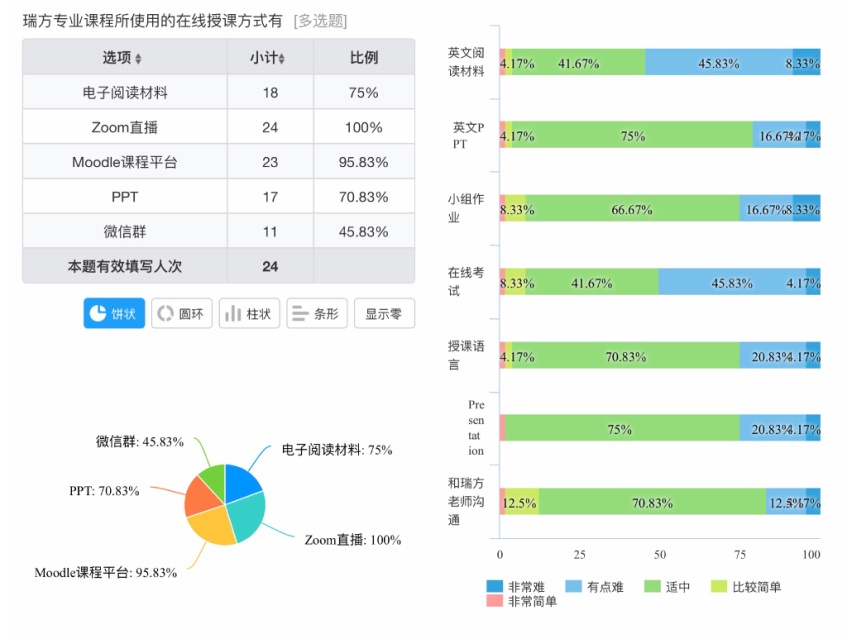 瑞方专业课程所使用的在线授课方式有 [多选题]
选项 小计 比例
电子阅读材料 18 75%
Zoom直播 24 100%
Moodle课程平台 23 95.83%
PPT 17 70.83%
微信群 11 45.83%
本题有效填写人次 24
饼状 圆环 柱状 条形 显示零
微信群: 45.83%
电子阅读材料: 75%
PPT: 70.83%
Zoom直播: 100%
Moodle课程平台: 95.83%
英文阅
读材料
4.17% 41.67% 45.83% 8.33%
英文P
PT
4.17% 75% 16.67% 4.17%
小组作
业
8.33% 66.67% 16.67% 8.33%
在线考
试
8.33% 41.67% 45.83% 4.17%
授课语
言
4.17% 70.83% 20.83% 4.17%
Pre
sen
tat
ion
75% 20.83% 4.17%
和瑞方
老师沟
通
12.5% 70.83% 12.5% 4.17%
0 25 50 75 100
非常难 有点难 适中 比较简单
非常简单